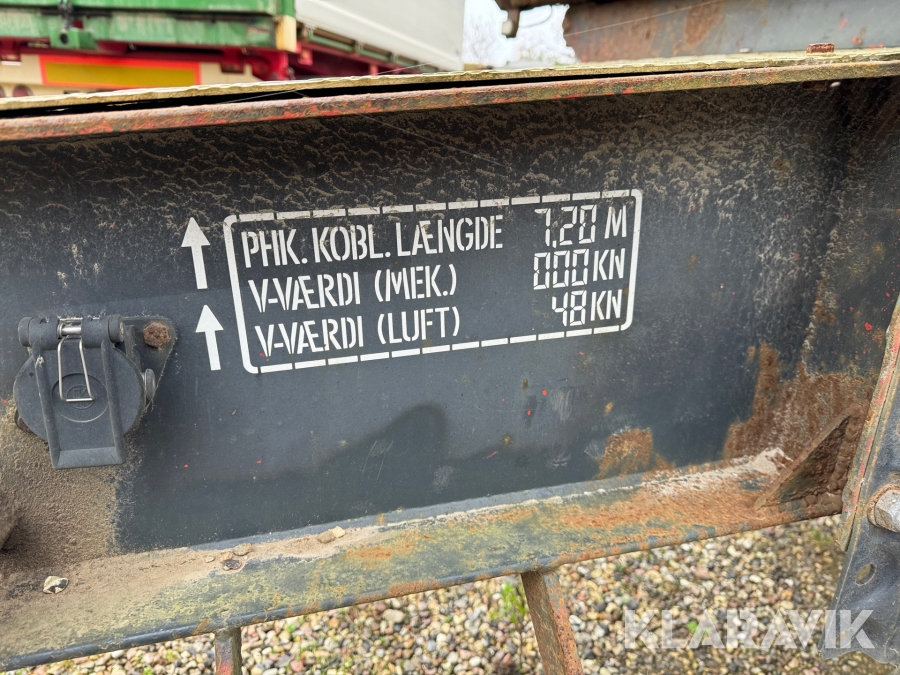 PHK. KOBL. LÆNGDE 7,20 M
V-VÆRDI (MEK.) 000 KN
V-VÆRDI (LUFT) 48 KN
KLARAVIK